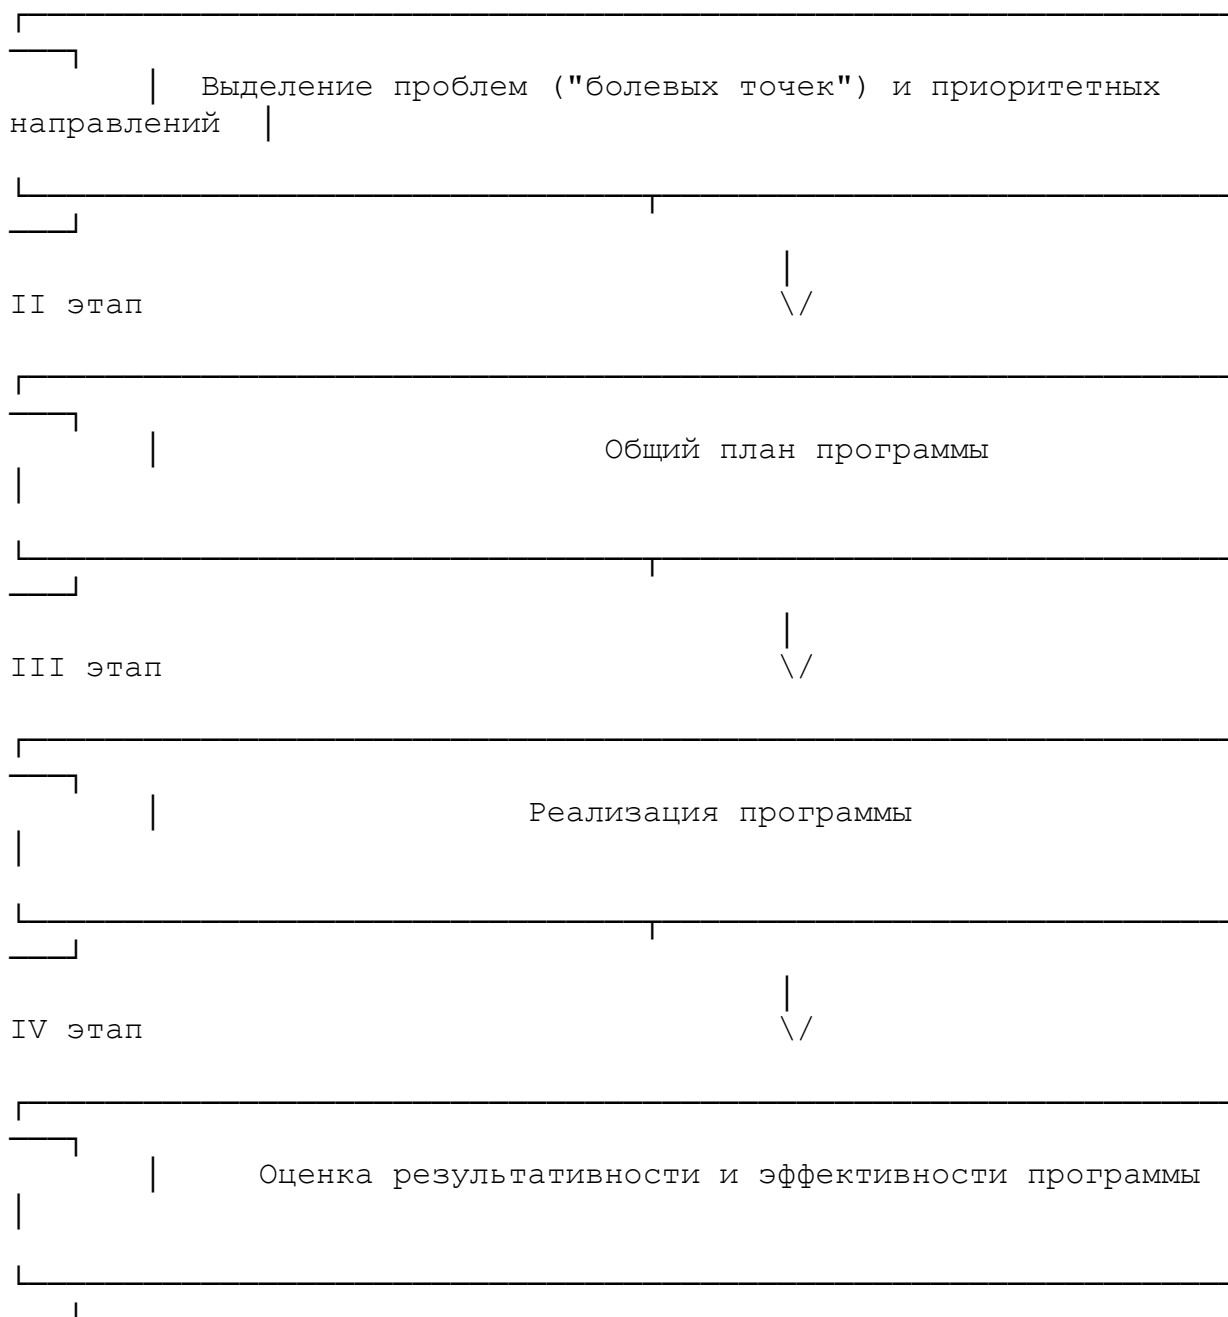 Выделение проблем ("болевых точек") и приоритетных
направлений
II этап
Общий план программы
III этап
Реализация программы
IV этап
Оценка результативности и эффективности программы